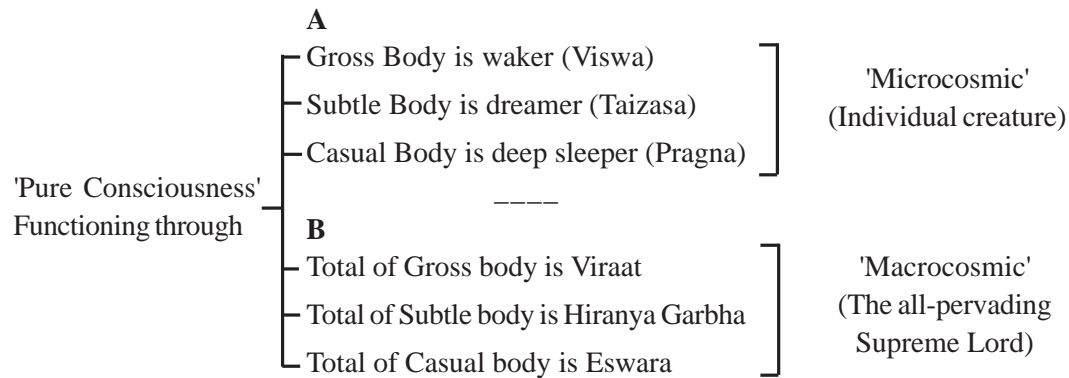 A
Gross Body is waker (Viswa)
Subtle Body is dreamer (Taizasa)
Casual Body is deep sleeper (Pragna)
'Microcosmic'
(Individual creature)
'Pure Consciousness'
Functioning through
––––
B
Total of Gross body is Viraat
Total of Subtle body is Hiranya Garbha
Total of Casual body is Eswara
'Macrocosmic'
(The all-pervading
Supreme Lord)